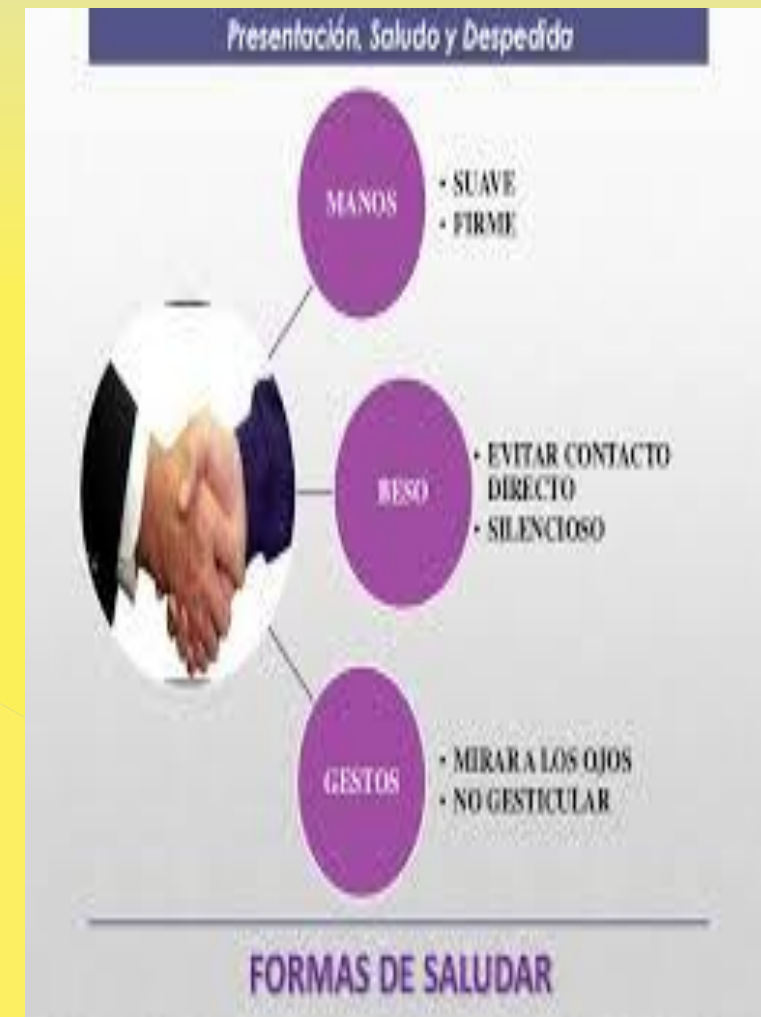 Presentación, Saludo y Despedida
MANOS
• SUAVE
• FIRME
BESO
• EVITAR CONTACTO
DIRECTO
• SILENCIOSO
GESTOS
• MIRAR A LOS OJOS
• NO GESTICULAR
FORMAS DE SALUDAR